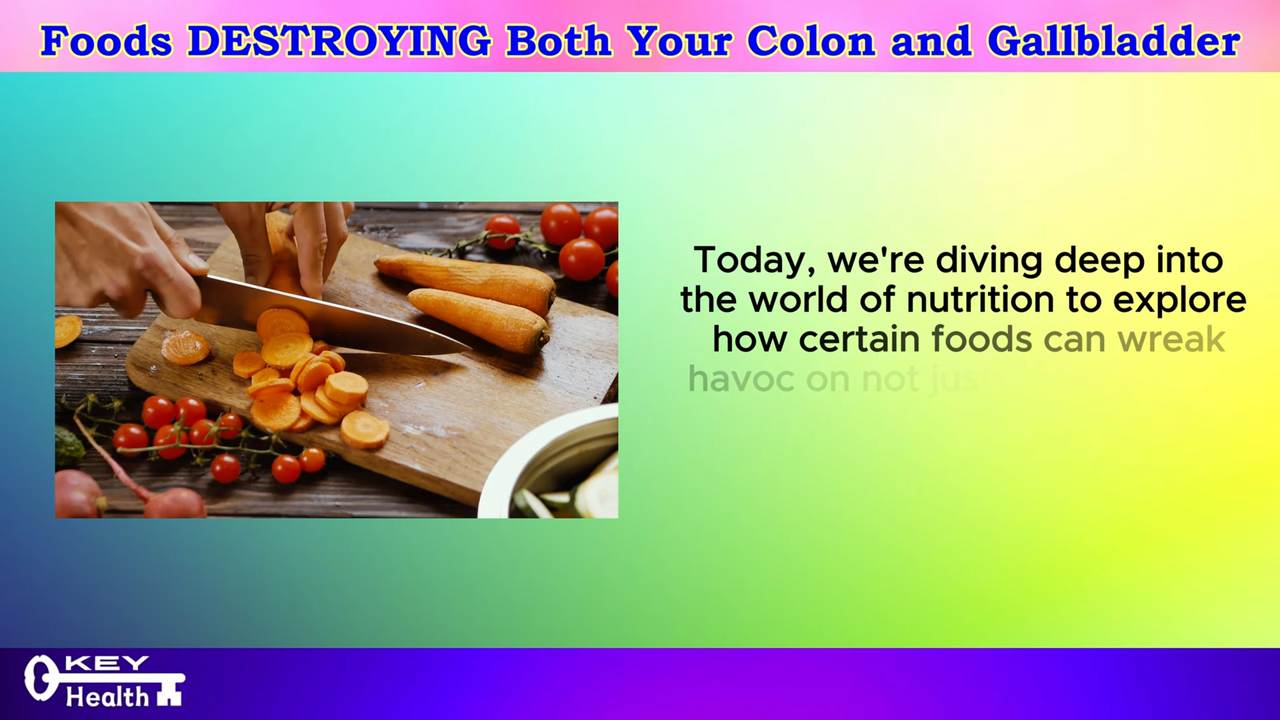 Foods DESTROYING Both Your Colon and Gallbladder
Today, we're diving deep into
the world of nutrition to explore
how certain foods can wreak
havoc on not jus
KEY
Health